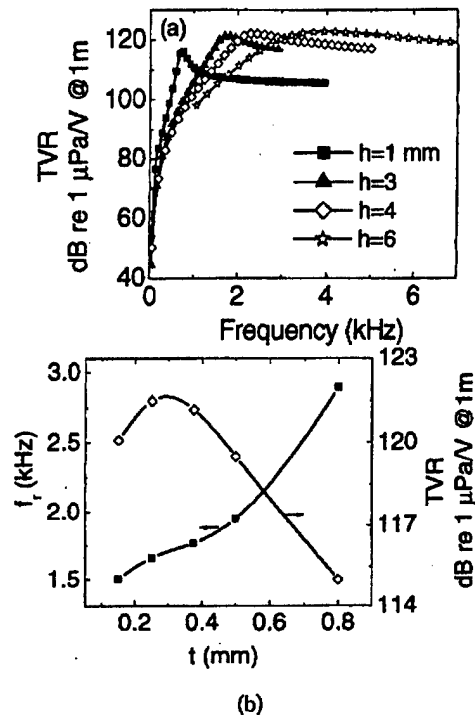 (a)
120
100
80
60
40
TVR
dB re 1 μPa/V @1m
h=1 mm
h=3
h=4
h=6
0 2 4 6
Frequency (kHz)
3.0
2.5
2.0
1.5
f_r (kHz)
123
120
117
114
TVR
dB re 1 μPa/V @1m
0.2 0.4 0.6 0.8
t (mm)
(b)